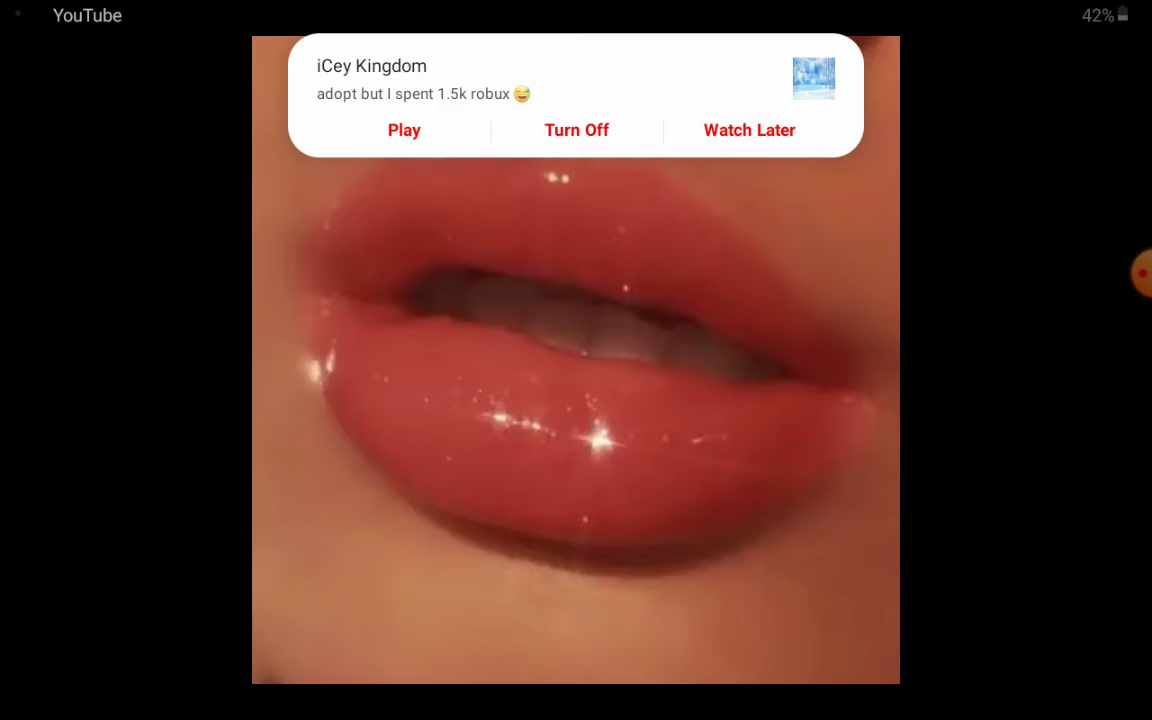 YouTube
42%
iCey Kingdom
adopt but I spent 1.5k robux 😂
Play
Turn Off
Watch Later